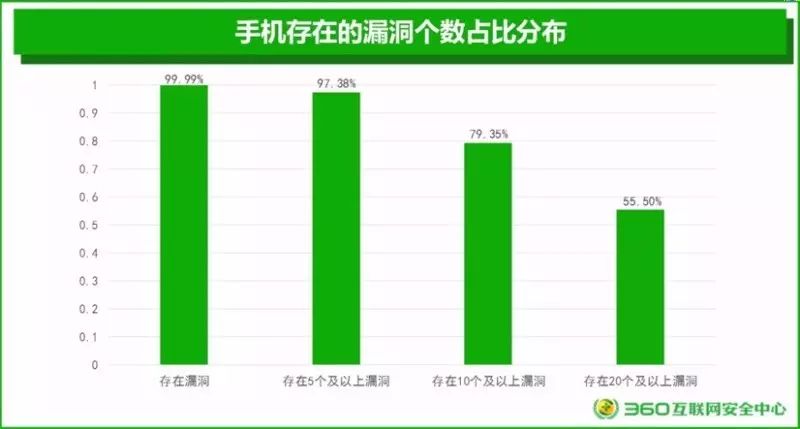 手机存在的漏洞个数占比分布
1
0.9
0.8
0.7
0.6
0.5
0.4
0.3
0.2
0.1
0
99.99%
97.38%
79.35%
55.50%
存在漏洞
存在5个及以上漏洞
存在10个及以上漏洞
存在20个及以上漏洞
360互联网安全中心